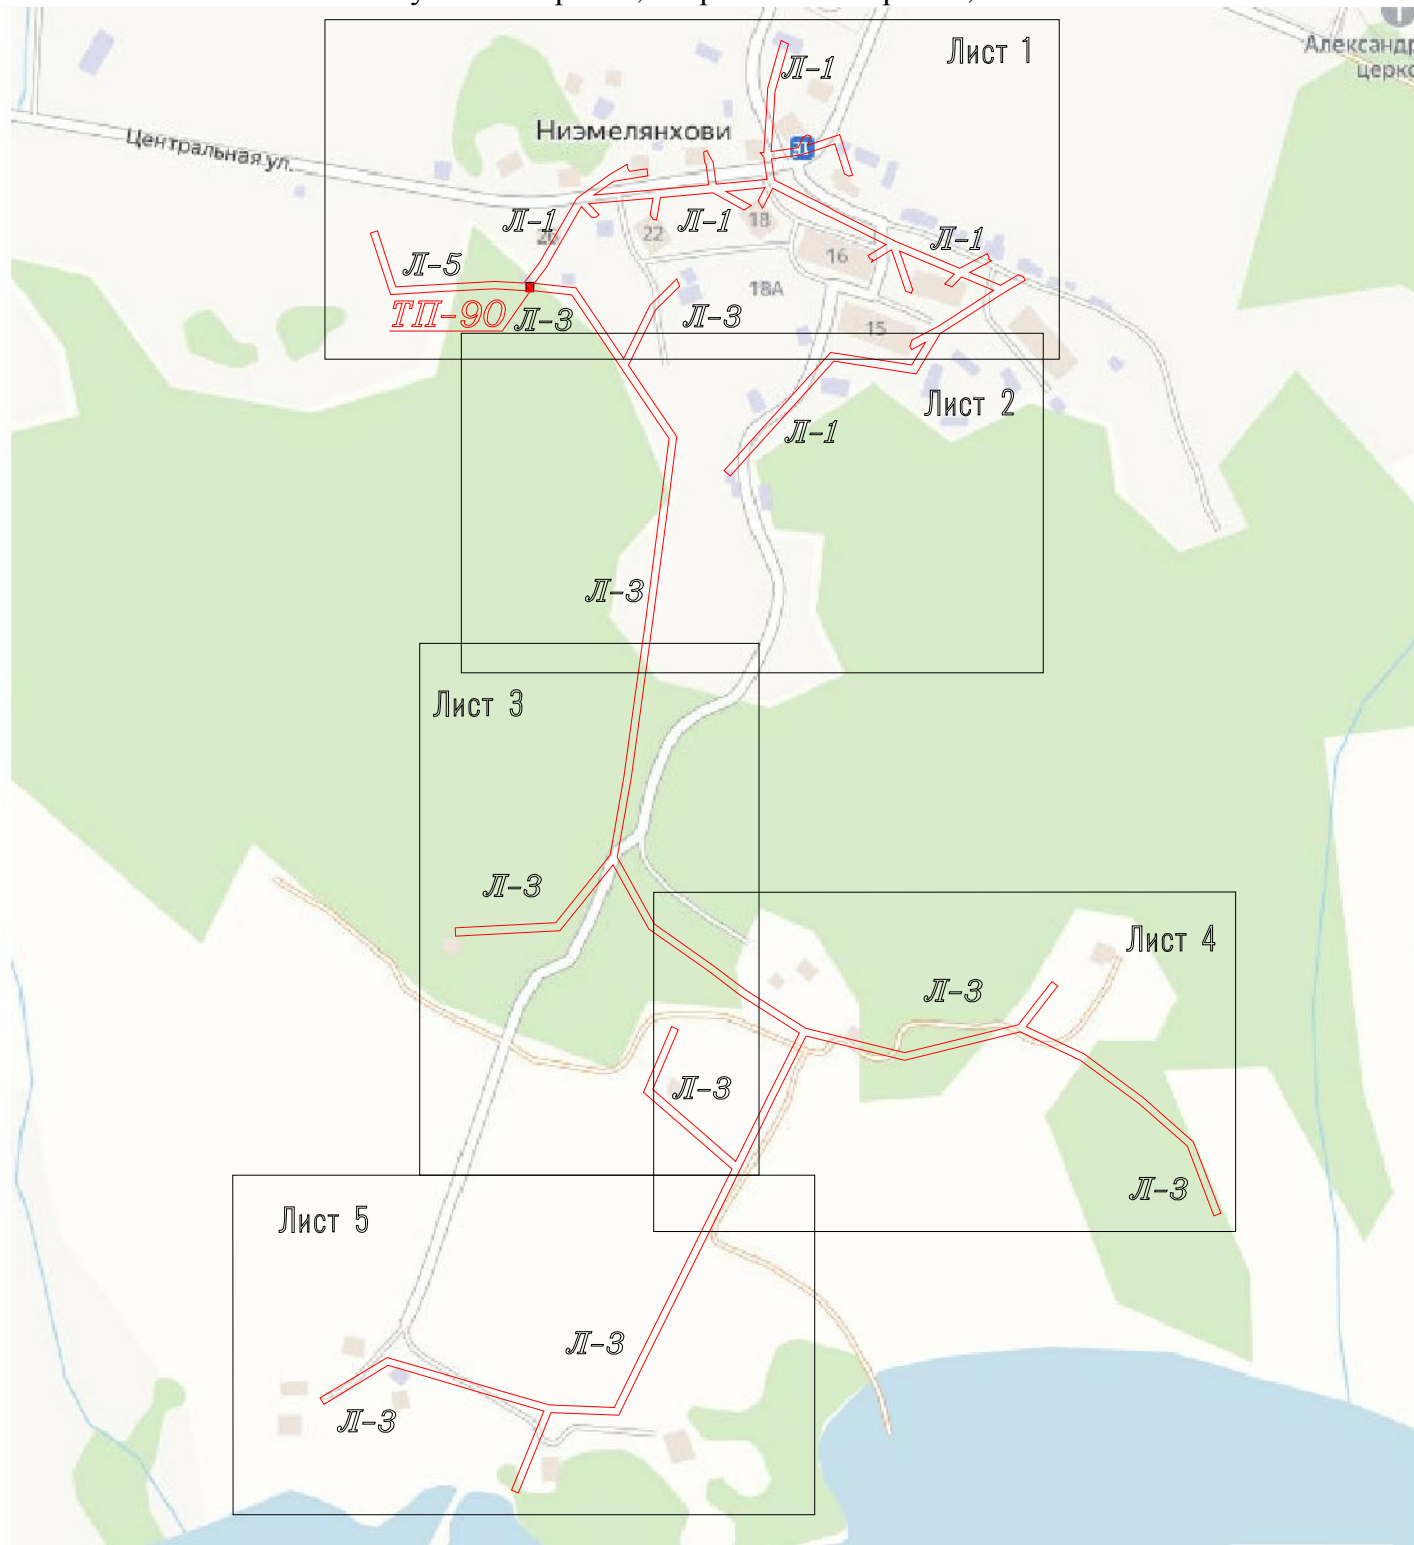 Лист 1
Александр
церко
Л-1
Низмелянхови
Центральная ул.
Л-1
Л-1
18
22
Л-1
16
Л-5
18А
ТП-90
Л-3
Л-3
15
Лист 2
Л-1
Л-3
Лист 3
Л-3
Лист 4
Л-3
Л-3
Л-3
Лист 5
Л-3
Л-3